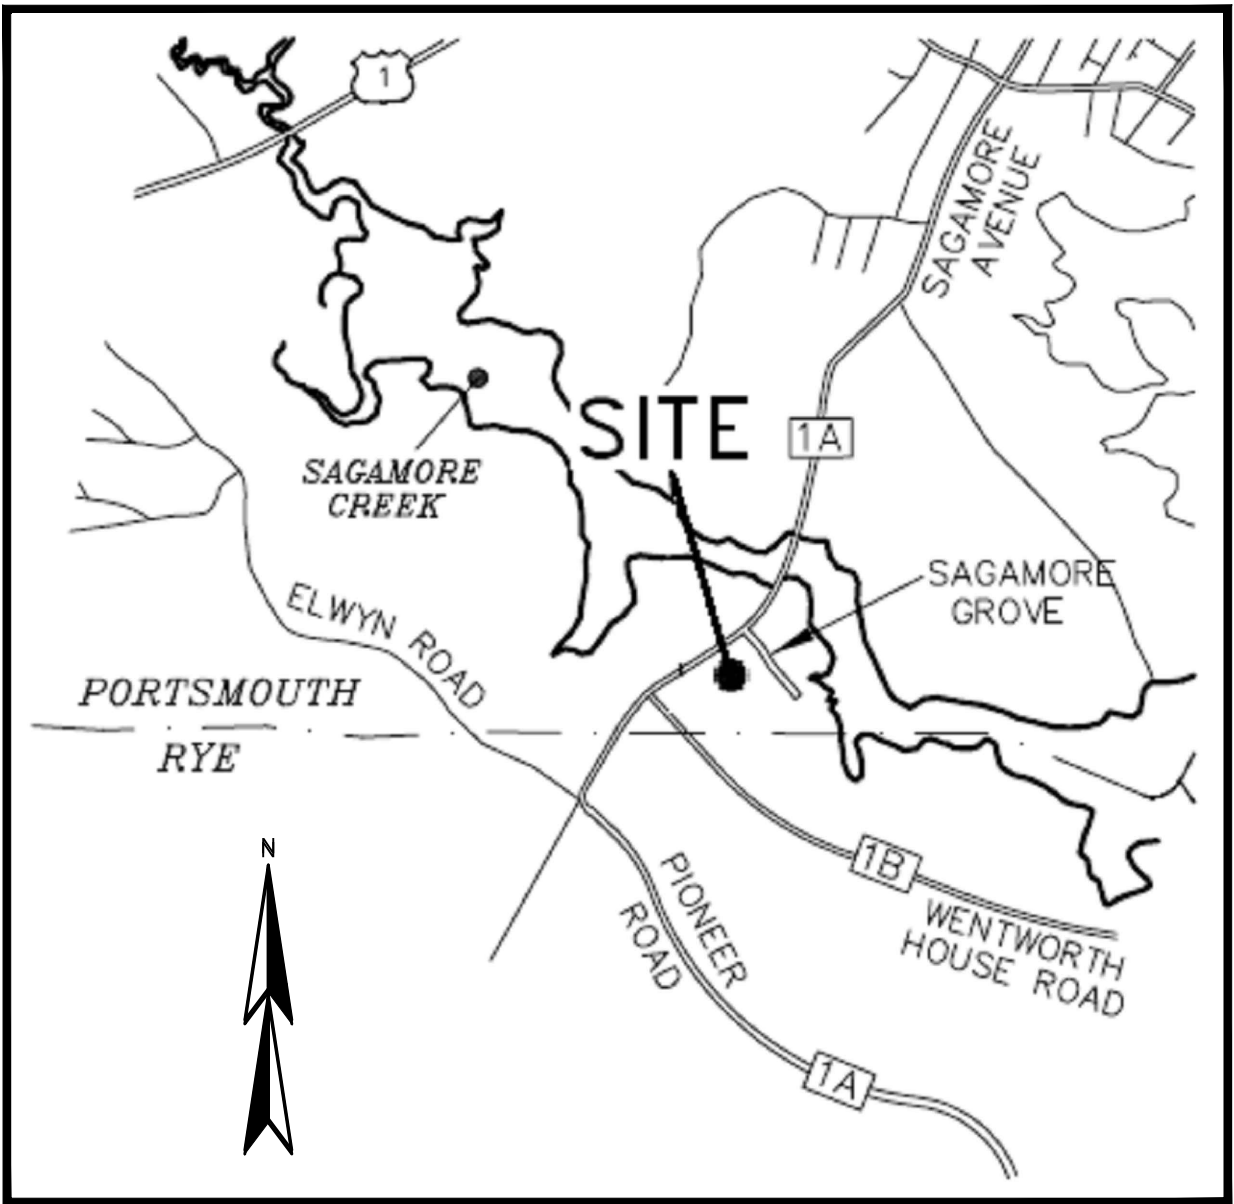 1
SAGAMORE
AVENUE
SITE
1A
SAGAMORE
CREEK
SAGAMORE
GROVE
ELWYN ROAD
PORTSMOUTH
RYE
N
1B
PIONEER
ROAD
WENTWORTH
HOUSE ROAD
1A